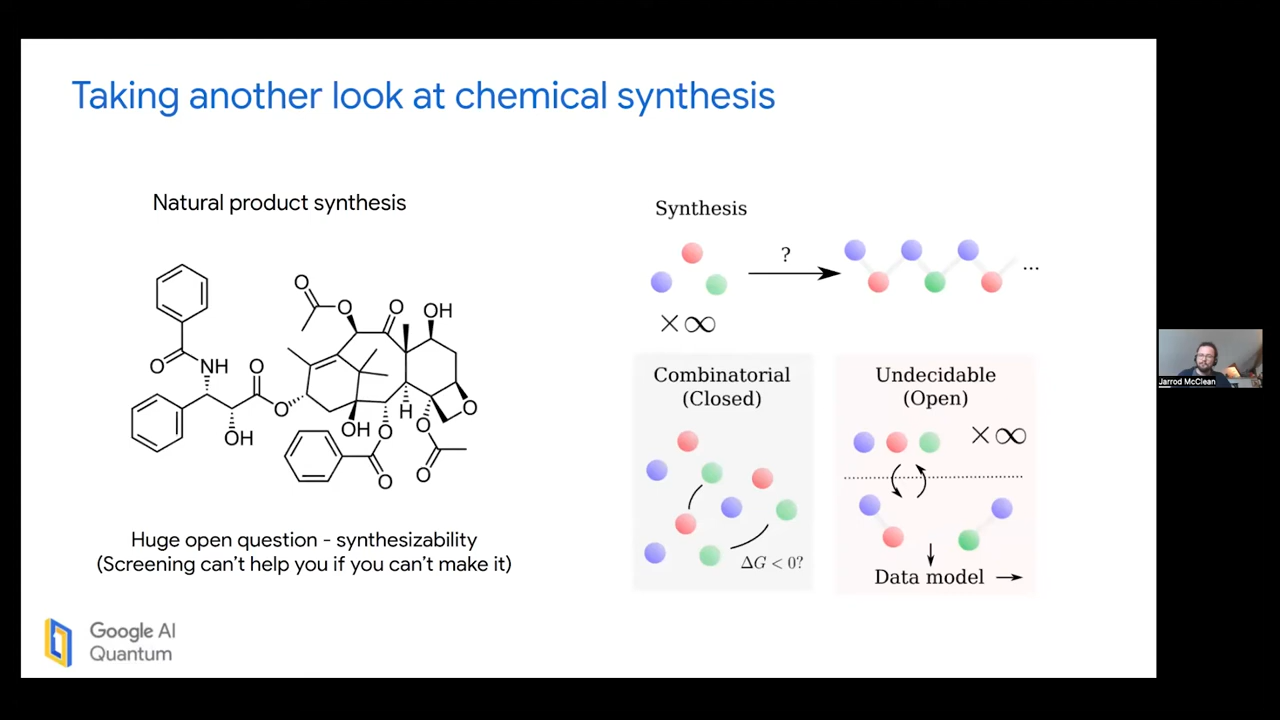 Taking another look at chemical synthesis
Natural product synthesis
O
O
O
OH
O
NH
O
O
O
H
OH
OH
O
O
O
O
Huge open question - synthesizability
(Screening can't help you if you can't make it)
Google AI
Quantum
Synthesis
?
...
×∞
Combinatorial
(Closed)
ΔG < 0?
Undecidable
(Open)
×∞
Data model
Jarrod McClean